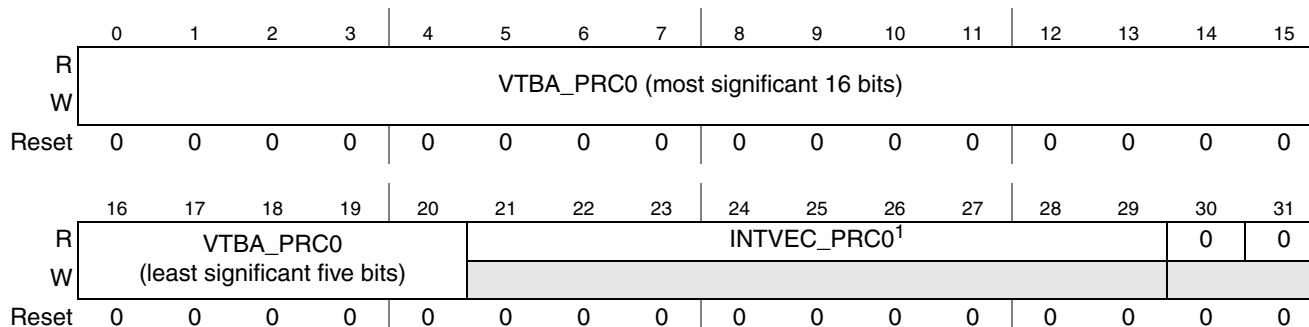 0 1 2 3 4 5 6 7 8 9 10 11 12 13 14 15
R
VTBA_PRC0 (most significant 16 bits)
W
Reset 0 0 0 0 0 0 0 0 0 0 0 0 0 0 0 0
16 17 18 19 20 21 22 23 24 25 26 27 28 29 30 31
R VTBA_PRC0 INTVEC_PRC0¹ 0 0
W (least significant five bits)
Reset 0 0 0 0 0 0 0 0 0 0 0 0 0 0 0 0